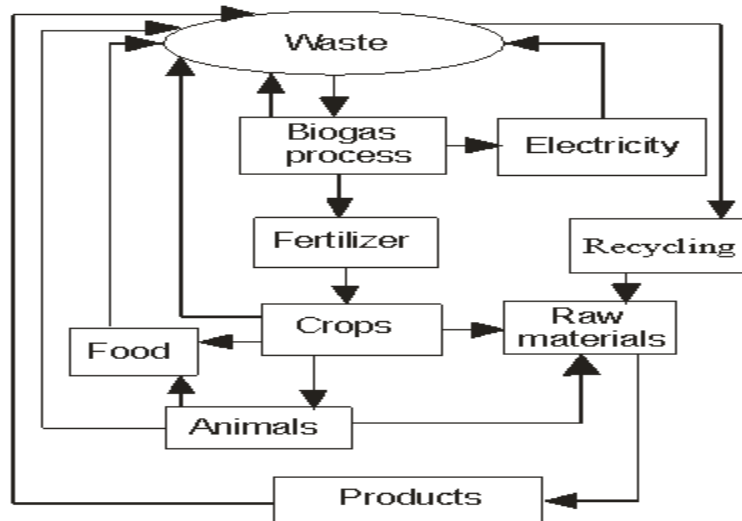 Waste
Biogas
process
Electricity
Fertilizer
Recycling
Crops
Raw
materials
Food
Animals
Products